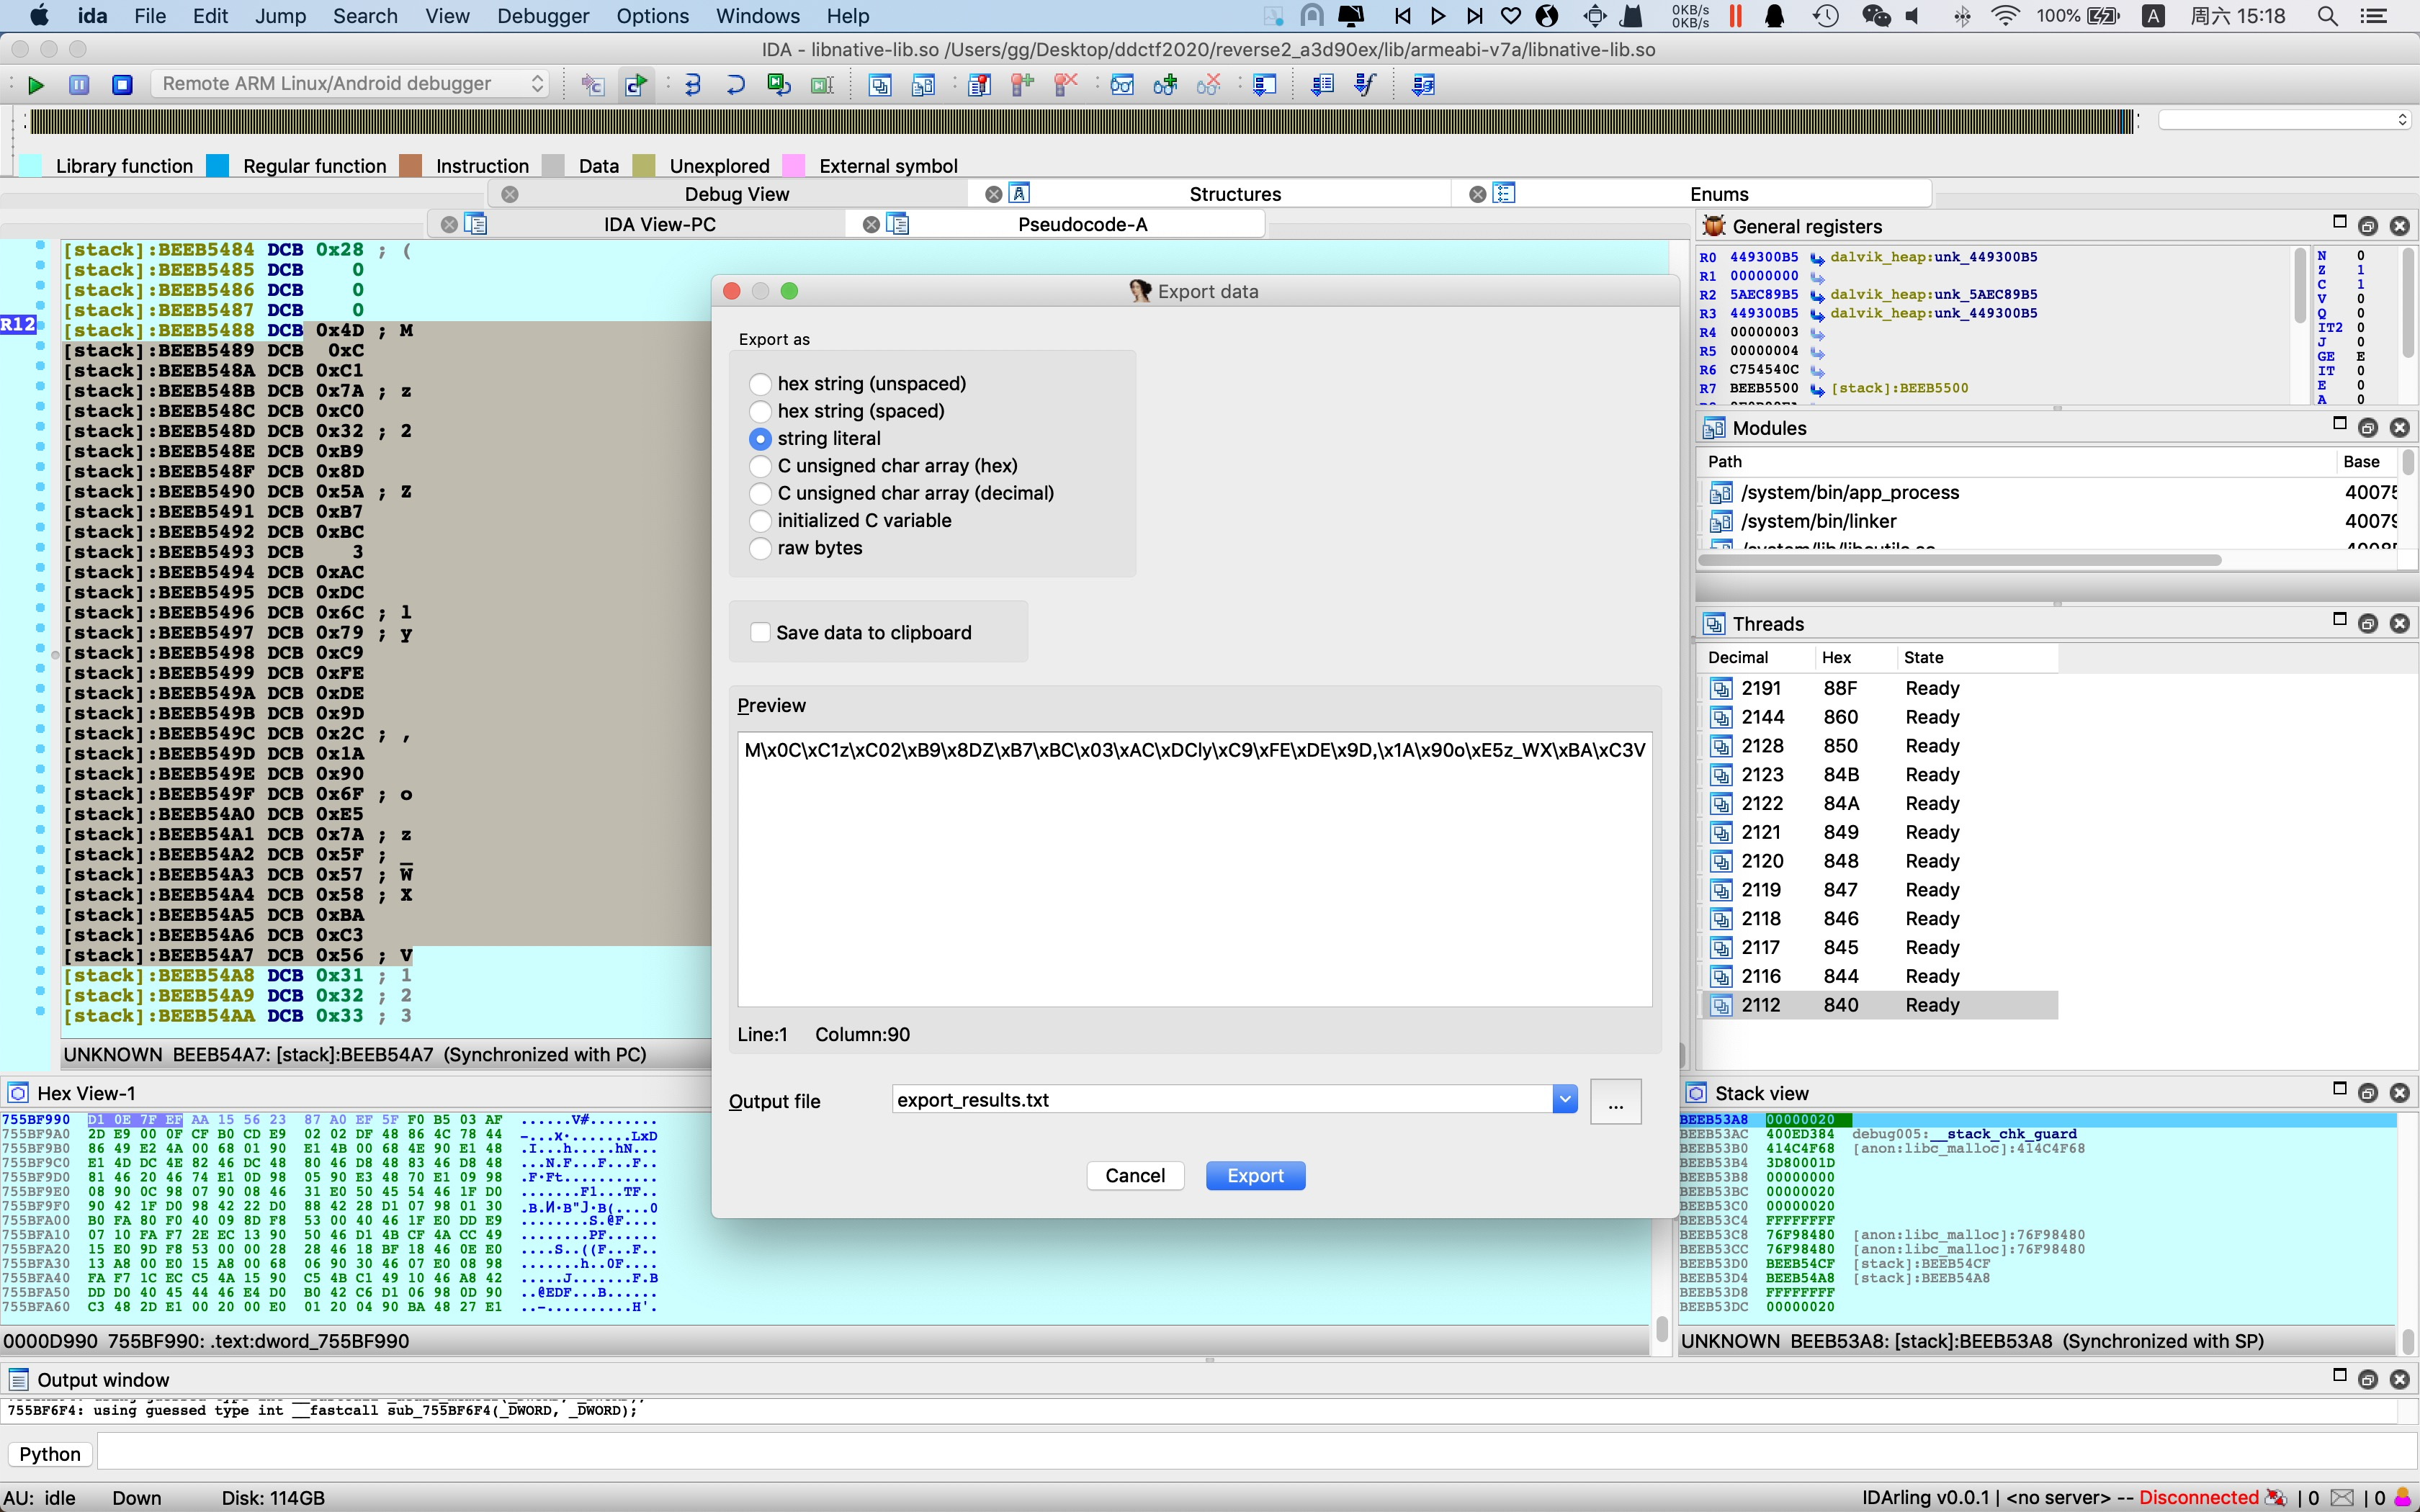 ida File Edit Jump Search View Debugger Options Windows Help 0KB/s 0KB/s 100% A 周六 15:18
IDA - libnative-lib.so /Users/gg/Desktop/ddctf2020/reverse2_a3d90ex/lib/armeabi-v7a/libnative-lib.so
Remote ARM Linux/Android debugger
Library function Regular function Instruction Data Unexplored External symbol
Debug View Structures Enums
IDA View-PC Pseudocode-A
[stack]:BEEB5484 DCB 0x28 ; (
[stack]:BEEB5485 DCB 0
[stack]:BEEB5486 DCB 0
[stack]:BEEB5487 DCB 0
R12
[stack]:BEEB5488 DCB 0x4D ; M
[stack]:BEEB5489 DCB 0xC
[stack]:BEEB548A DCB 0xC1
[stack]:BEEB548B DCB 0x7A ; z
[stack]:BEEB548C DCB 0xC0
[stack]:BEEB548D DCB 0x32 ; 2
[stack]:BEEB548E DCB 0xB9
[stack]:BEEB548F DCB 0x8D
[stack]:BEEB5490 DCB 0x5A ; Z
[stack]:BEEB5491 DCB 0xB7
[stack]:BEEB5492 DCB 0xBC
[stack]:BEEB5493 DCB 3
[stack]:BEEB5494 DCB 0xAC
[stack]:BEEB5495 DCB 0xDC
[stack]:BEEB5496 DCB 0x6C ; l
[stack]:BEEB5497 DCB 0x79 ; y
[stack]:BEEB5498 DCB 0xC9
[stack]:BEEB5499 DCB 0xFE
[stack]:BEEB549A DCB 0xDE
[stack]:BEEB549B DCB 0x9D
[stack]:BEEB549C DCB 0x2C ; ,
[stack]:BEEB549D DCB 0x1A
[stack]:BEEB549E DCB 0x90
[stack]:BEEB549F DCB 0x6F ; o
[stack]:BEEB54A0 DCB 0xE5
[stack]:BEEB54A1 DCB 0x7A ; z
[stack]:BEEB54A2 DCB 0x5F ; _
[stack]:BEEB54A3 DCB 0x57 ; W
[stack]:BEEB54A4 DCB 0x58 ; X
[stack]:BEEB54A5 DCB 0xBA
[stack]:BEEB54A6 DCB 0xC3
[stack]:BEEB54A7 DCB 0x56 ; V
[stack]:BEEB54A8 DCB 0x31 ; 1
[stack]:BEEB54A9 DCB 0x32 ; 2
[stack]:BEEB54AA DCB 0x33 ; 3
UNKNOWN BEEB54A7: [stack]:BEEB54A7 (Synchronized with PC)
Export data
Export as
hex string (unspaced)
hex string (spaced)
string literal
C unsigned char array (hex)
C unsigned char array (decimal)
initialized C variable
raw bytes
Save data to clipboard
Preview
M\x0C\xC1z\xC02\xB9\x8DZ\xB7\xBC\x03\xAC\xDCly\xC9\xFE\xDE\x9D,\x1A\x90o\xE5z_WX\xBA\xC3V
Line:1 Column:90
Output file export_results.txt ...
Cancel Export
General registers
R0 449300B5 dalvik_heap:unk_449300B5
R1 00000000
R2 5AEC89B5 dalvik_heap:unk_5AEC89B5
R3 449300B5 dalvik_heap:unk_449300B5
R4 00000003
R5 00000004
R6 C754540C
R7 BEEB5500 [stack]:BEEB5500
N 0
Z 1
C 1
V 0
Q 0
IT2 0
J 0
GE E
IT 0
E 0
A 0
Modules
Path Base
/system/bin/app_process 40075
/system/bin/linker 40079
Threads
Decimal Hex State
2191 88F Ready
2144 860 Ready
2128 850 Ready
2123 84B Ready
2122 84A Ready
2121 849 Ready
2120 848 Ready
2119 847 Ready
2118 846 Ready
2117 845 Ready
2116 844 Ready
2112 840 Ready
Hex View-1
755BF990 D1 0E 7F EF AA 15 56 23 87 A0 EF 5F F0 B5 03 AF ......V#........
755BF9A0 2D E9 00 0F CF B0 CD E9 02 02 DF 48 86 4C 78 44
755BF9B0 86 49 E2 4A 00 68 01 90 E1 4B 00 68 4E 90 E1 48
755BF9C0 E1 4D DC 4E 82 46 DC 48 80 46 D8 48 83 46 D8 48
755BF9D0 81 46 20 46 74 E1 0D 98 05 90 E3 48 70 E1 09 98
755BF9E0 08 90 0C 98 07 90 08 46 31 E0 50 45 54 46 1F D0
755BF9F0 90 42 1F D0 98 42 22 D0 88 42 28 D1 07 98 01 30
755BFA00 B0 FA 80 F0 40 09 8D F8 53 00 40 46 1F E0 DD E9
755BFA10 07 10 FA F7 2E EC 13 90 50 46 D1 4B CF 4A CC 49
755BFA20 15 E0 9D F8 53 00 00 28 28 46 18 BF 18 46 0E E0
755BFA30 13 A8 00 E0 15 A8 00 68 06 90 30 46 07 E0 08 98
755BFA40 FA F7 1C EC C5 4A 15 90 C5 4B C1 49 10 46 A8 42
755BFA50 DD D0 40 45 44 46 E4 D0 B0 42 C6 D1 06 98 0D 90
755BFA60 C3 48 2D E1 00 20 00 E0 01 20 04 90 BA 48 27 E1
0000D990 755BF990: .text:dword_755BF990
Stack view
BEEB53A8 00000020
BEEB53AC 400ED384 debug005:__stack_chk_guard
BEEB53B0 414C4F68 [anon:libc_malloc]:414C4F68
BEEB53B4 3D80001D
BEEB53B8 00000000
BEEB53BC 00000020
BEEB53C0 00000020
BEEB53C4 FFFFFFFF
BEEB53C8 76F98480 [anon:libc_malloc]:76F98480
BEEB53CC 76F98480 [anon:libc_malloc]:76F98480
BEEB53D0 BEEB54CF [stack]:BEEB54CF
BEEB53D4 BEEB54A8 [stack]:BEEB54A8
BEEB53D8 FFFFFFFF
BEEB53DC 00000020
UNKNOWN BEEB53A8: [stack]:BEEB53A8 (Synchronized with SP)
Output window
755BF6F4: using guessed type int __fastcall sub_755BF6F4(_DWORD, _DWORD);
Python
AU: idle Down Disk: 114GB
IDArling v0.0.1 | <no server> -- Disconnected | 0 | 0